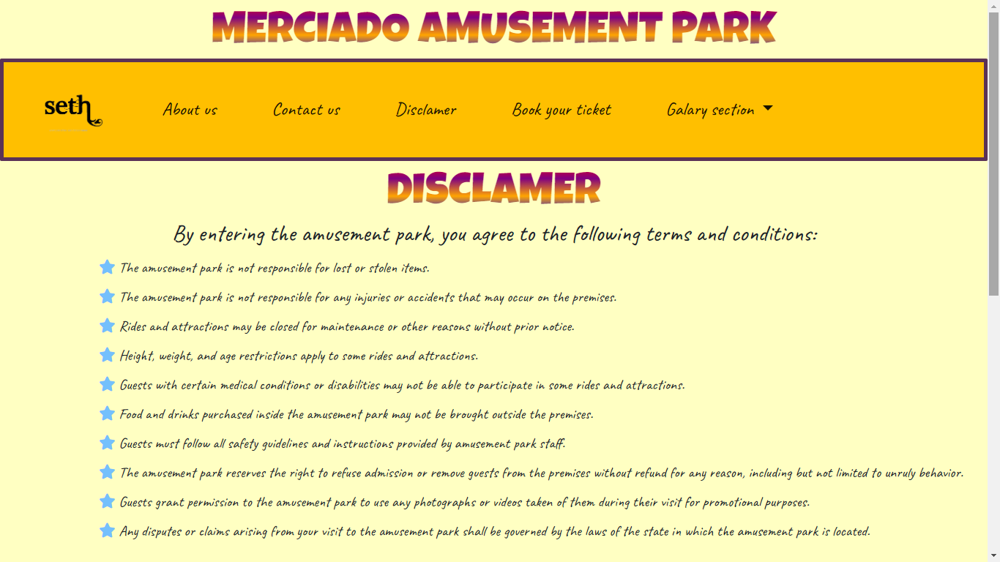 MERCIADO AMUSEMENT PARK
seth
About us
Contact us
Disclamer
Book your ticket
Galary section
DISCLAMER
By entering the amusement park, you agree to the following terms and conditions:
The amusement park is not responsible for lost or stolen items.
The amusement park is not responsible for any injuries or accidents that may occur on the premises.
Rides and attractions may be closed for maintenance or other reasons without prior notice.
Height, weight, and age restrictions apply to some rides and attractions.
Guests with certain medical conditions or disabilities may not be able to participate in some rides and attractions.
Food and drinks purchased inside the amusement park may not be brought outside the premises.
Guests must follow all safety guidelines and instructions provided by amusement park staff.
The amusement park reserves the right to refuse admission or remove guests from the premises without refund for any reason, including but not limited to unruly behavior.
Guests grant permission to the amusement park to use any photographs or videos taken of them during their visit for promotional purposes.
Any disputes or claims arising from your visit to the amusement park shall be governed by the laws of the state in which the amusement park is located.